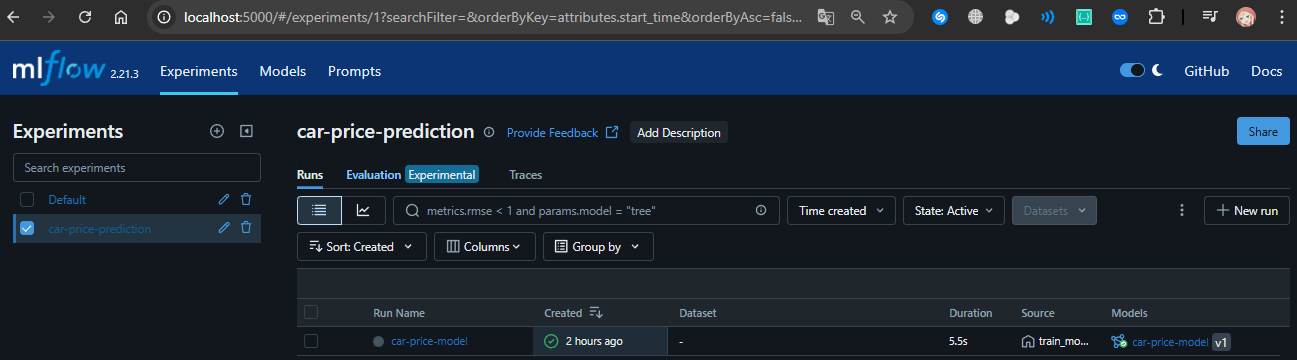 localhost:5000/#/experiments/1?searchFilter=&orderByKey=attributes.start_time&orderByAsc=fals...
mlflow 2.21.3 Experiments Models Prompts GitHub Docs
Experiments
Search experiments
Default
car-price-prediction
car-price-prediction Provide Feedback Add Description Share
Runs Evaluation Experimental Traces
metrics.rmse < 1 and params.model = "tree" Time created State: Active Datasets New run
Sort: Created Columns Group by
Run Name Created Dataset Duration Source Models
car-price-model 2 hours ago - 5.5s train_mo... car-price-model v1